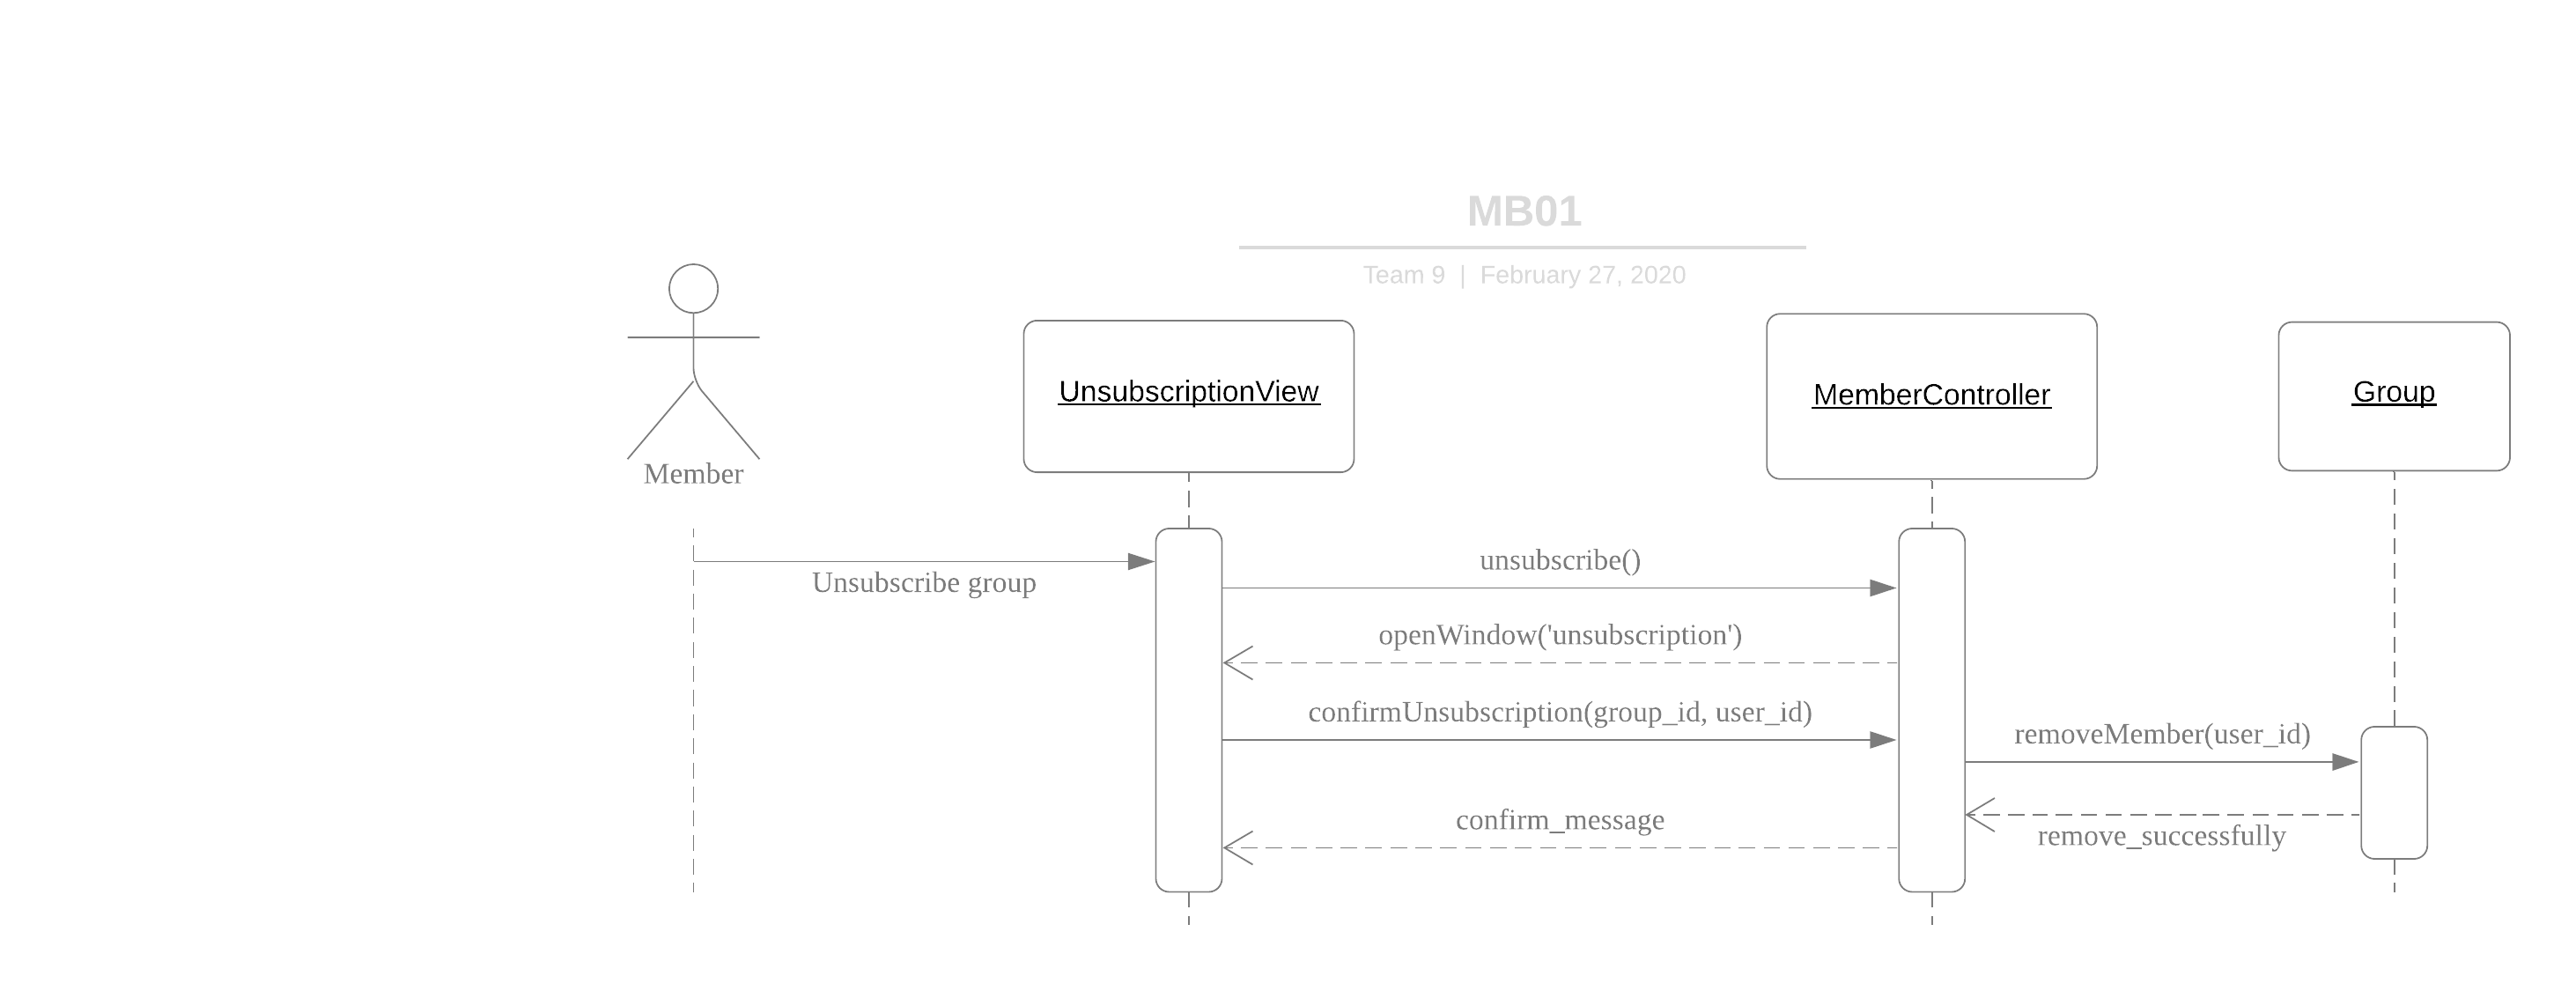 MB01
Team 9 | February 27, 2020
Member
UnsubscriptionView
MemberController
Group
Unsubscribe group
unsubscribe()
openWindow('unsubscription')
confirmUnsubscription(group_id, user_id)
removeMember(user_id)
remove_successfully
confirm_message